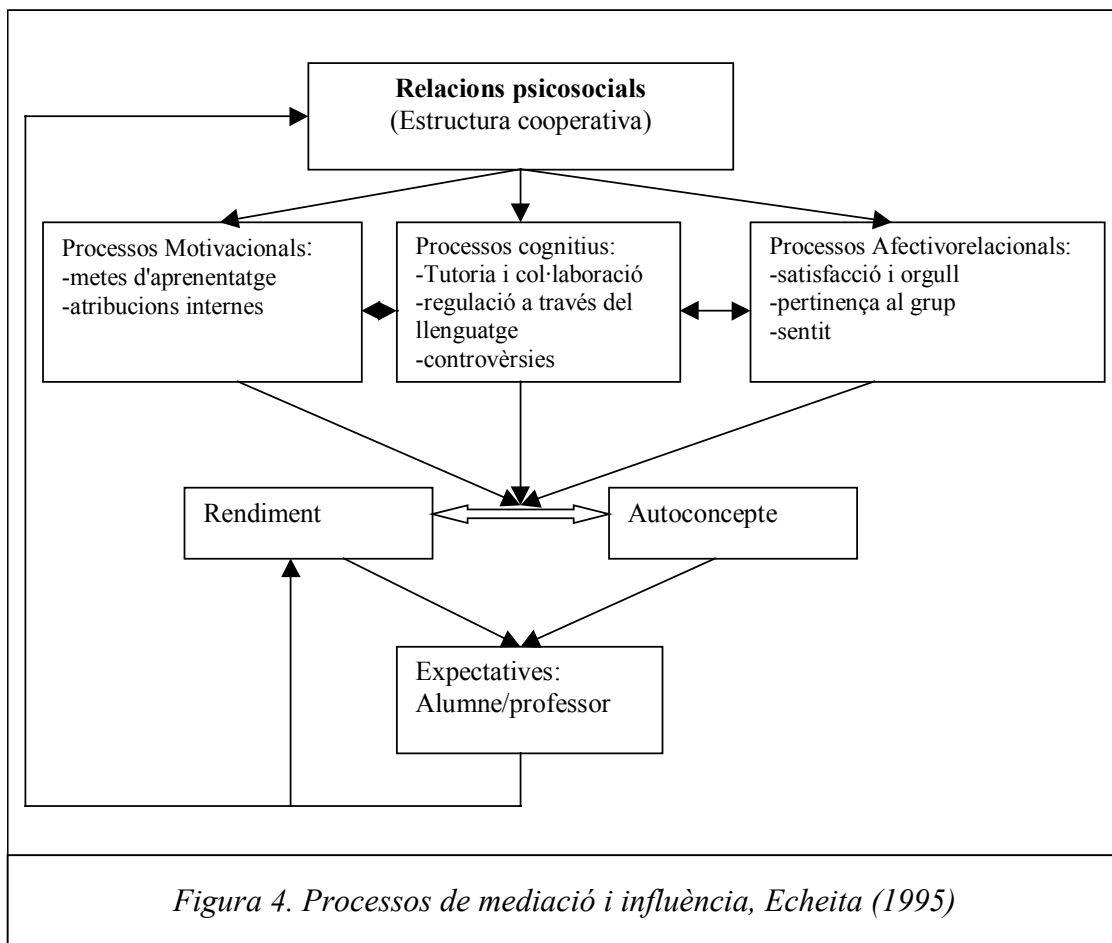 Relacions psicosocials
(Estructura cooperativa)
Processos Motivacionals:
-metes d'aprenentatge
-atribucions internes
Processos cognitius:
-Tutoria i col·laboració
-regulació a través del
llenguatge
-controvèrsies
Processos Afectivorelacionals:
-satisfacció i orgull
-pertinença al grup
-sentit
Rendiment
Autoconcepte
Expectatives:
Alumne/professor
Figura 4. Processos de mediació i influència, Echeita (1995)